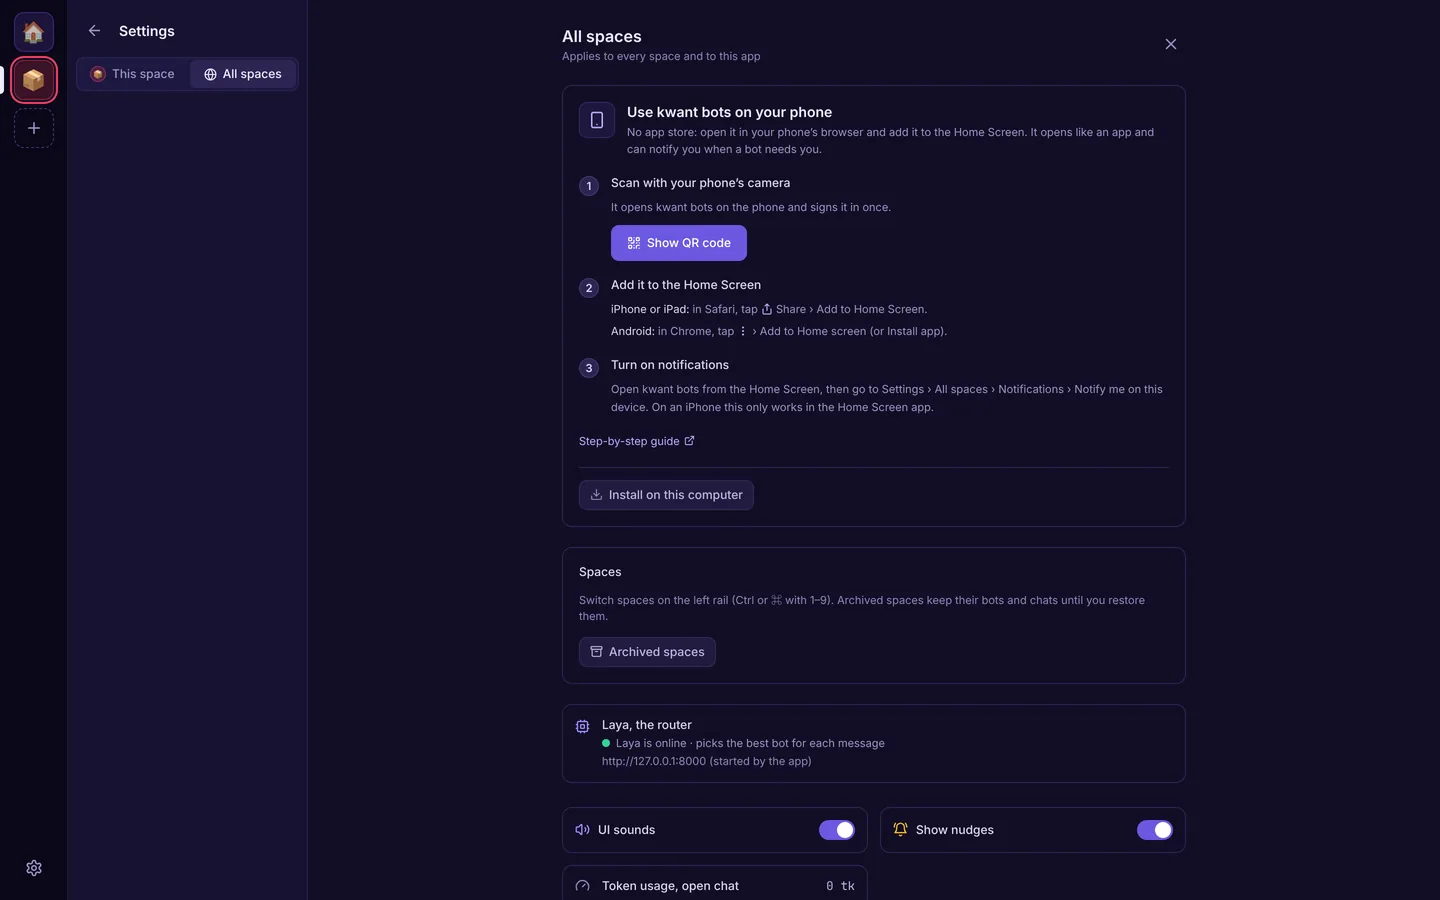 Settings
This space
All spaces
All spaces
Applies to every space and to this app
Use kwant bots on your phone
No app store: open it in your phone's browser and add it to the Home Screen. It opens like an app and
can notify you when a bot needs you.
1
Scan with your phone's camera
It opens kwant bots on the phone and signs it in once.
Show QR code
2
Add it to the Home Screen
iPhone or iPad: in Safari, tap Share › Add to Home Screen.
Android: in Chrome, tap ⋮ › Add to Home screen (or Install app).
3
Turn on notifications
Open kwant bots from the Home Screen, then go to Settings › All spaces › Notifications › Notify me on this
device. On an iPhone this only works in the Home Screen app.
Step-by-step guide
Install on this computer
Spaces
Switch spaces on the left rail (Ctrl or ⌘ with 1–9). Archived spaces keep their bots and chats until you restore
them.
Archived spaces
Laya, the router
Laya is online · picks the best bot for each message
http://127.0.0.1:8000 (started by the app)
UI sounds
Show nudges
Token usage, open chat
0 tk